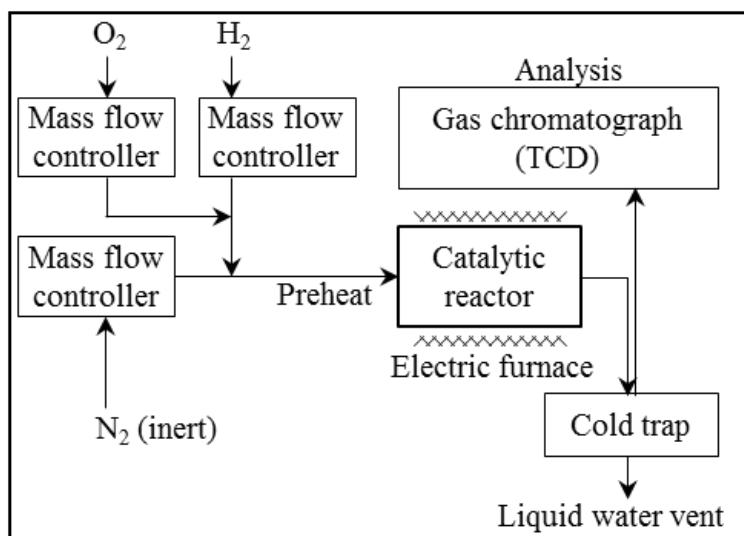 O₂
H₂
Mass flow
controller
Mass flow
controller
Analysis
Gas chromatograph
(TCD)
Mass flow
controller
Preheat
Catalytic
reactor
Electric furnace
N₂ (inert)
Cold trap
Liquid water vent